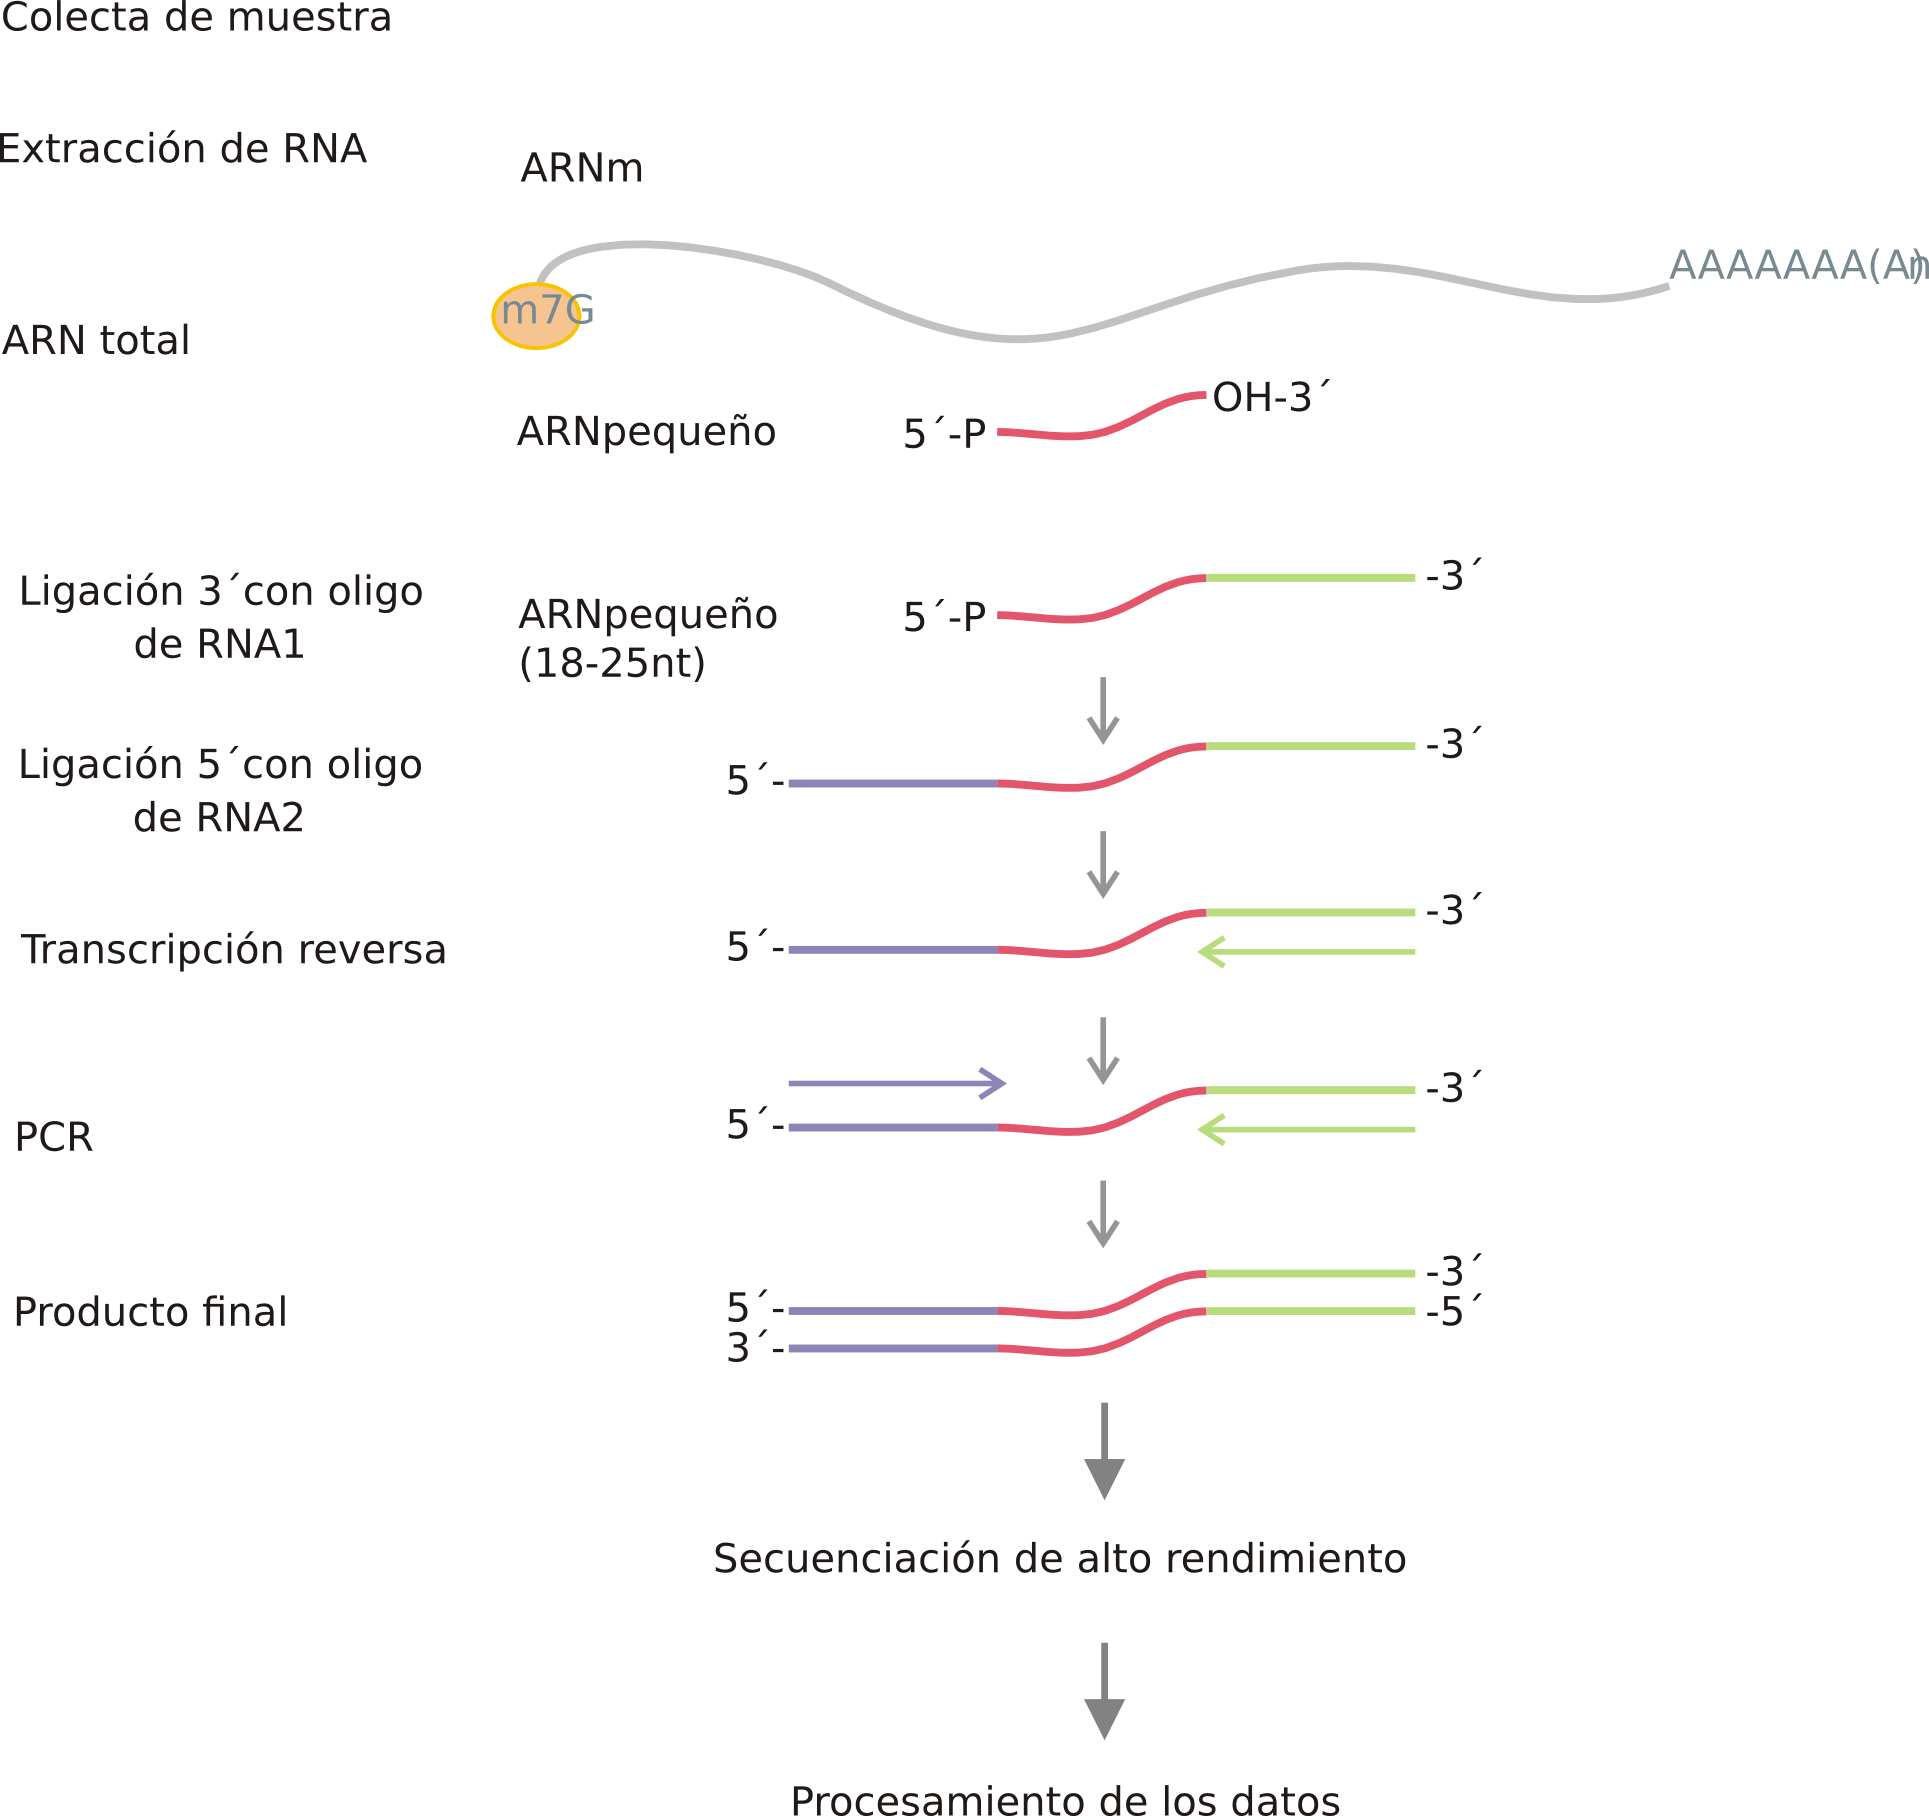 Colecta de muestra
Extracción de RNA
ARNm
AAAAAAA(A)n
m7G
ARN total
OH-3´
ARNpequeño
5´-P
-3´
Ligación 3´con oligo
de RNA1
ARNpequeño
(18-25nt)
5´-P
-3´
Ligación 5´con oligo
de RNA2
5´-
-3´
Transcripción reversa
5´-
-3´
PCR
5´-
-3´
Producto final
5´-
-5´
3´-
Secuenciación de alto rendimiento
Procesamiento de los datos